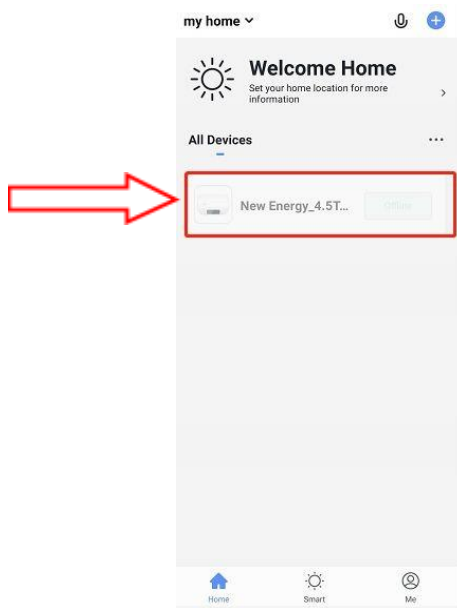 my home
Welcome Home
Set your home location for more
information
All Devices
...
New Energy_4.5T...
Offline
Home
Smart
Me